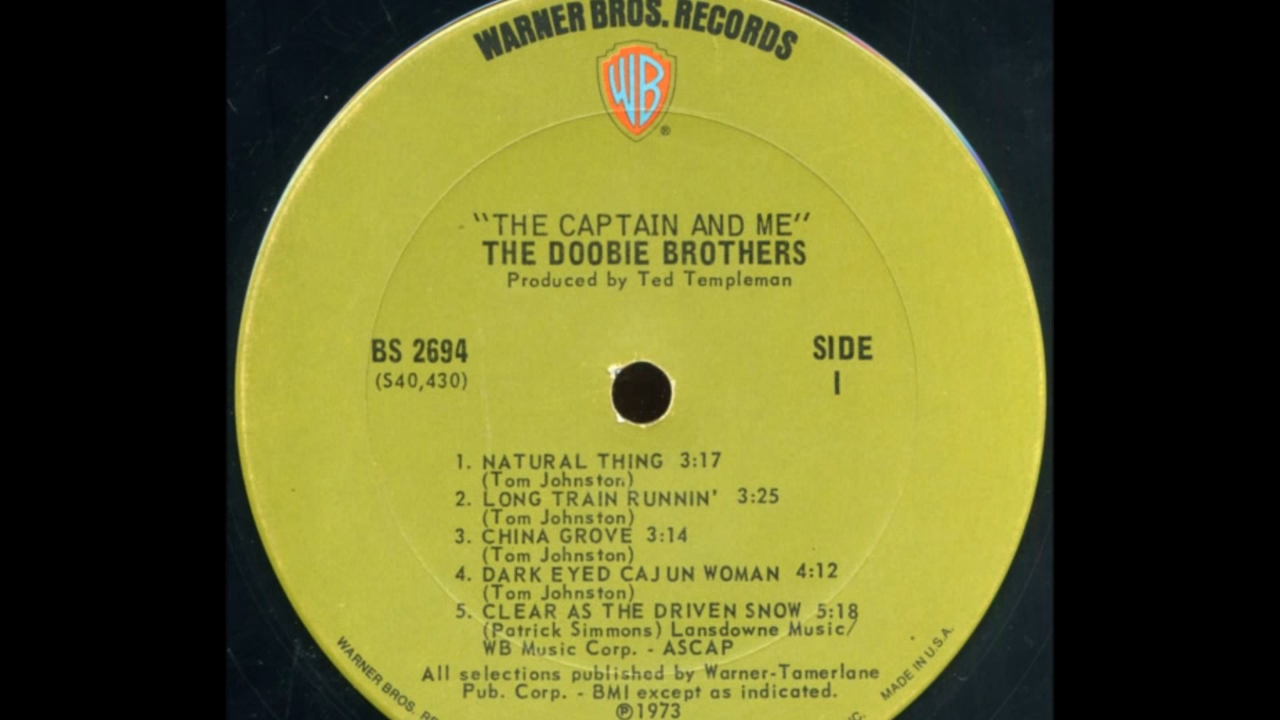 WARNER BROS. RECORDS
WB
®
"THE CAPTAIN AND ME"
THE DOOBIE BROTHERS
Produced by Ted Templeman
BS 2694
(S40,430)
SIDE
1
1. NATURAL THING 3:17
(Tom Johnston)
2. LONG TRAIN RUNNIN' 3:25
(Tom Johnston)
3. CHINA GROVE 3:14
(Tom Johnston)
4. DARK EYED CAJUN WOMAN 4:12
(Tom Johnston)
5. CLEAR AS THE DRIVEN SNOW 5:18
(Patrick Simmons) Lansdowne Music/
WB Music Corp. - ASCAP
All selections published by Warner-Tamerlane
Pub. Corp. - BMI except as indicated.
℗1973
WARNER BROS.
MADE IN U.S.A.